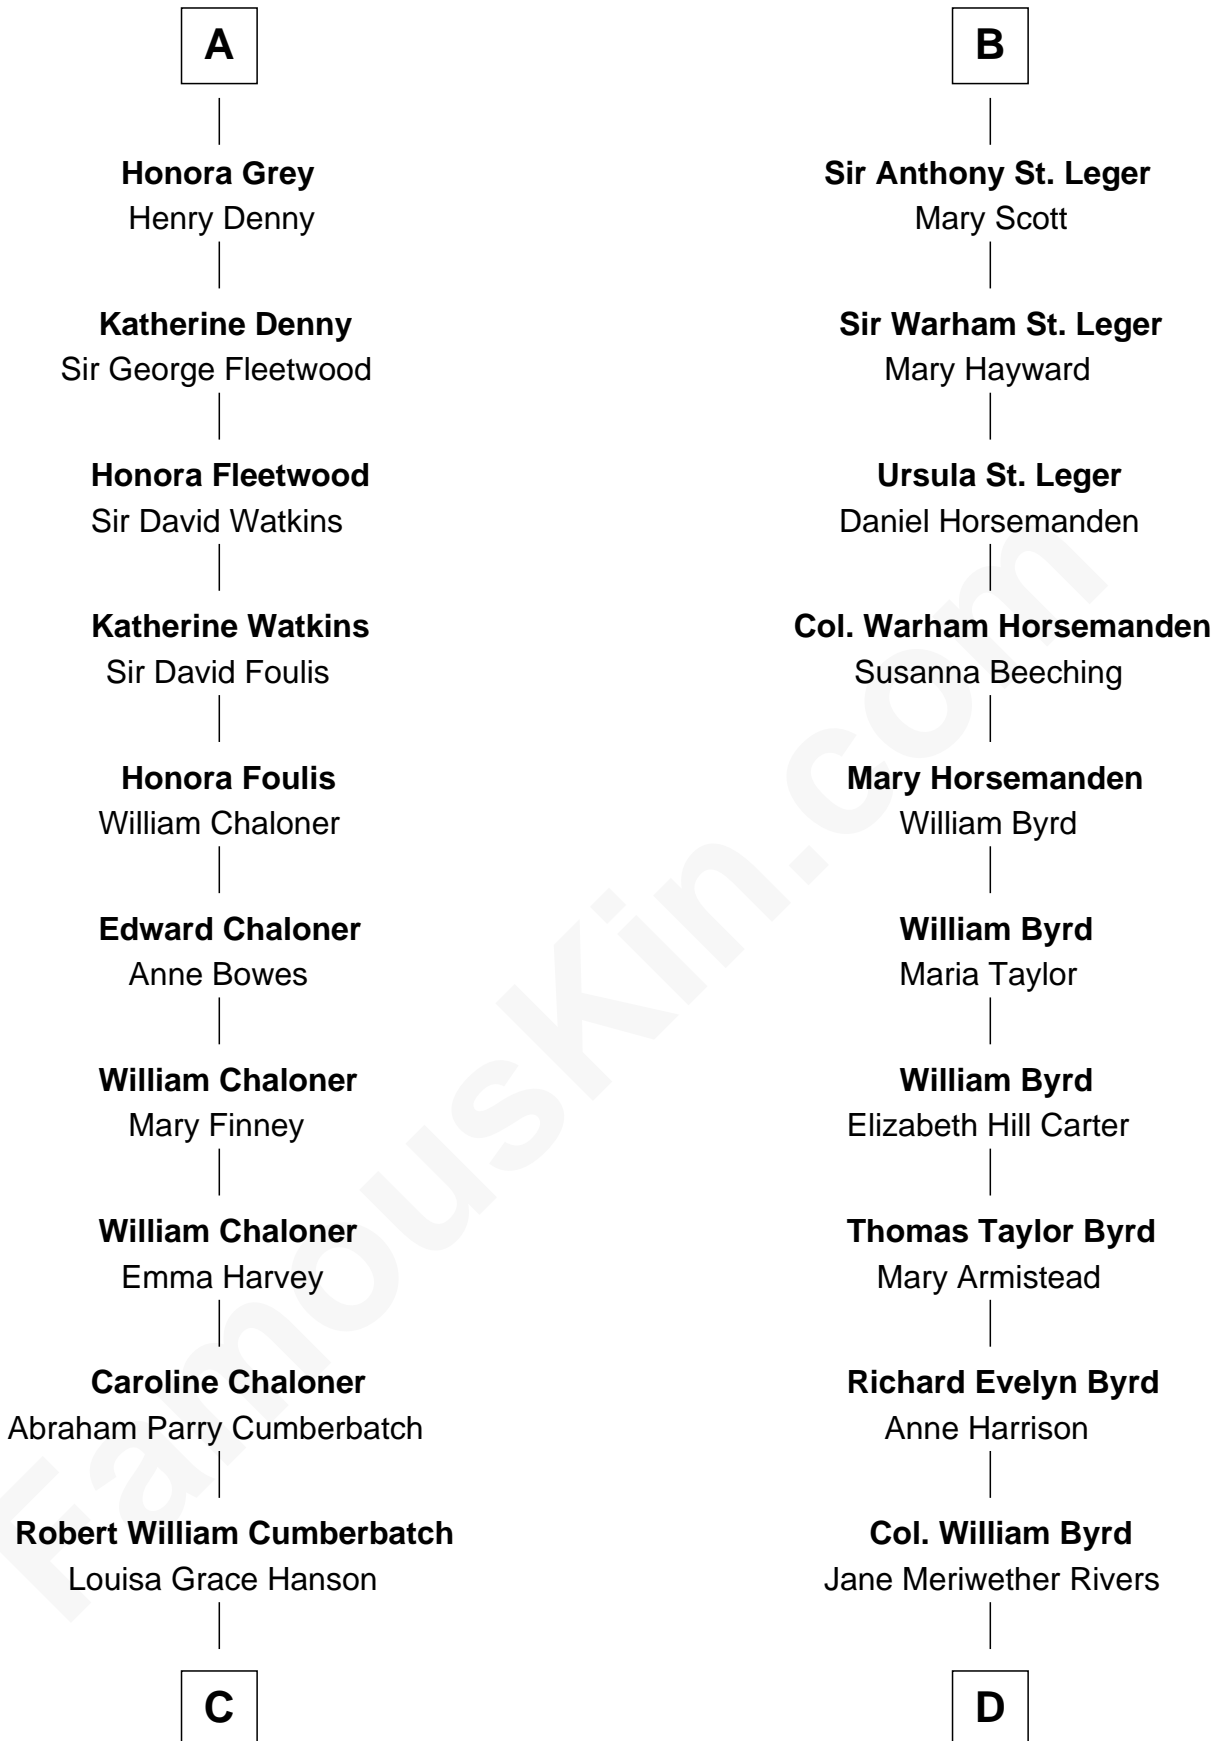 A
Honora Grey
Henry Denny
Katherine Denny
Sir George Fleetwood
Honora Fleetwood
Sir David Watkins
Katherine Watkins
Sir David Foulis
Honora Foulis
William Chaloner
Edward Chaloner
Anne Bowes
William Chaloner
Mary Finney
William Chaloner
Emma Harvey
Caroline Chaloner
Abraham Parry Cumberbatch
Robert William Cumberbatch
Louisa Grace Hanson
C
B
Sir Anthony St. Leger
Mary Scott
Sir Warham St. Leger
Mary Hayward
Ursula St. Leger
Daniel Horsemanden
Col. Warham Horsemanden
Susanna Beeching
Mary Horsemanden
William Byrd
William Byrd
Maria Taylor
William Byrd
Elizabeth Hill Carter
Thomas Taylor Byrd
Mary Armistead
Richard Evelyn Byrd
Anne Harrison
Col. William Byrd
Jane Meriwether Rivers
D
FamousKin.com